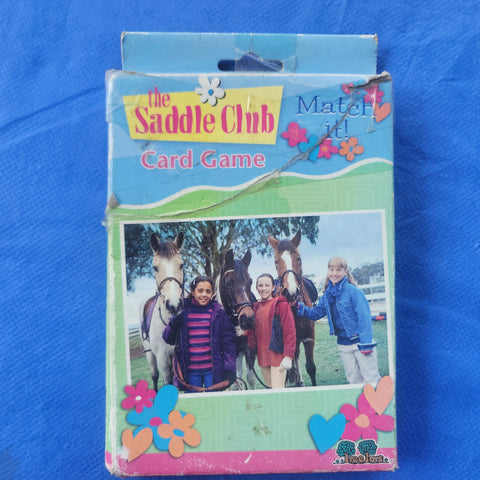 the
Saddle Club
Card Game
Match
it!